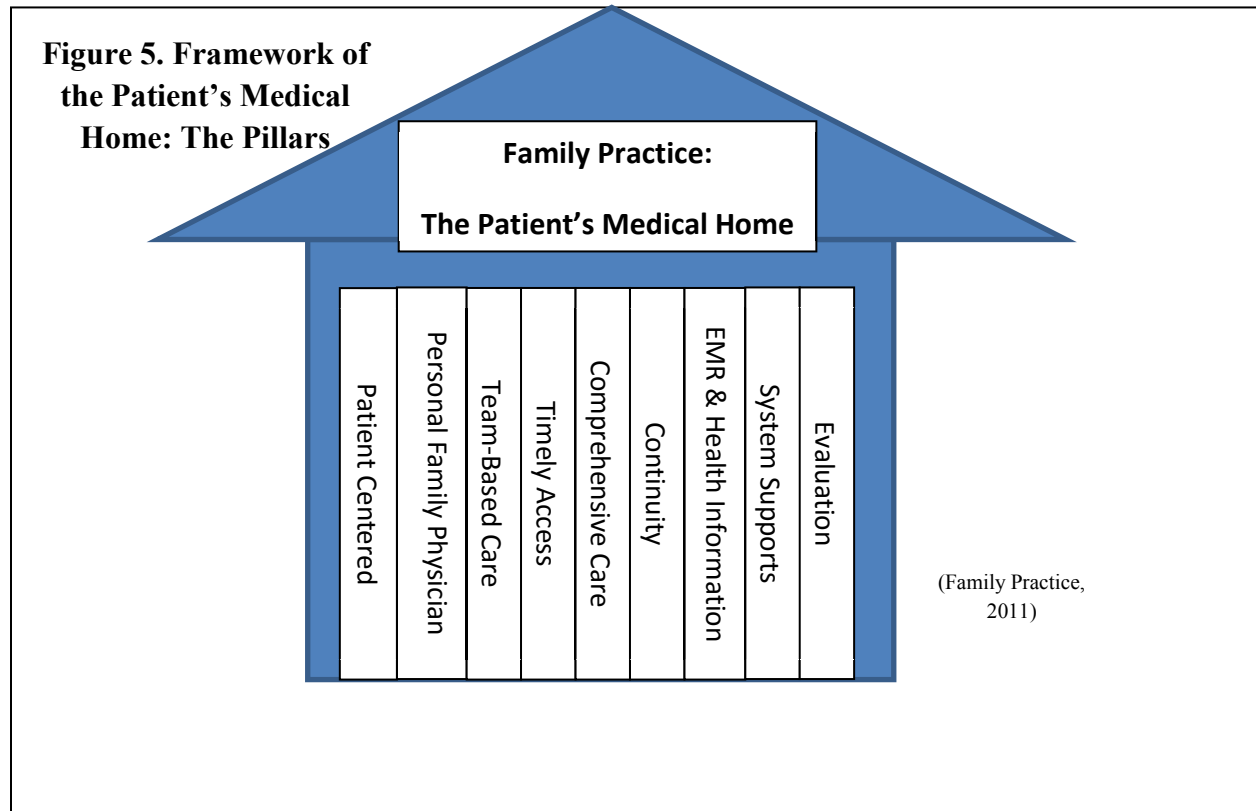 Figure 5. Framework of
the Patient’s Medical
Home: The Pillars
Family Practice:
The Patient’s Medical Home
Patient Centered
Personal Family Physician
Team-Based Care
Timely Access
Comprehensive Care
Continuity
EMR & Health Information
System Supports
Evaluation
(Family Practice,
2011)